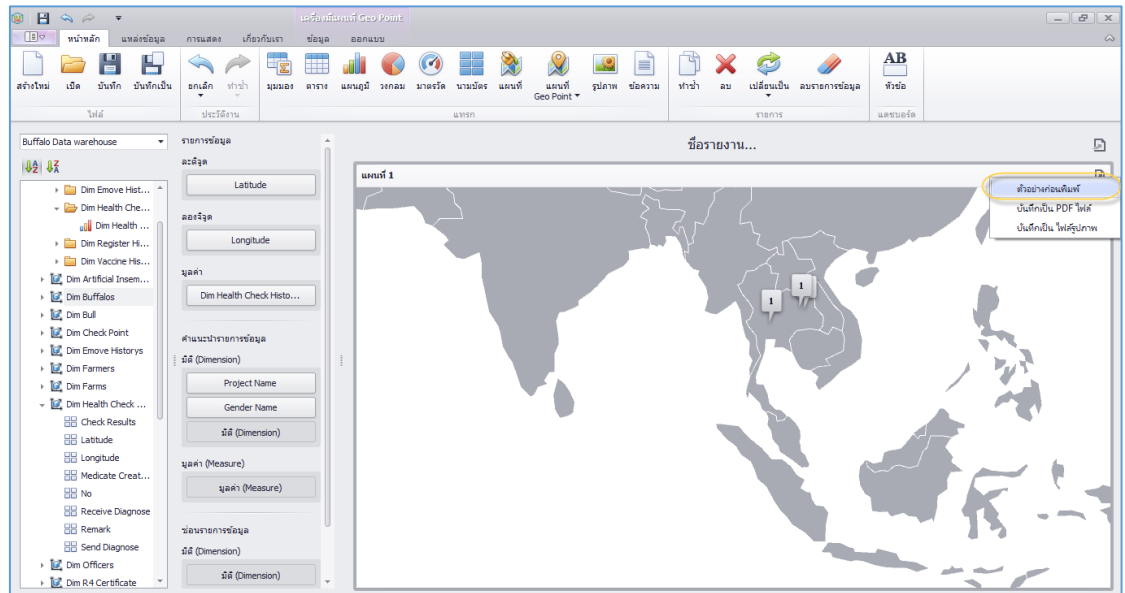 เครื่องมือแผนที่ Geo Point
หน้าหลัก แหล่งข้อมูล การแสดง เกี่ยวกับเรา ข้อมูล ออกแบบ
สร้างใหม่ เปิด บันทึก บันทึกเป็น ยกเลิก ทำซ้ำ มุมมอง ตาราง แผนภูมิ วงกลม มาตรวัด นามบัตร แผนที่ แผนที่ Geo Point รูปภาพ ข้อความ ทำซ้ำ ลบ เปลี่ยนเป็น ลบรายการข้อมูล AB หัวข้อ
ไฟล์ ประวัติงาน แทรก รายการ แดชบอร์ด
Buffalo Data warehouse
Dim Emove Hist...
Dim Health Che...
Dim Health ...
Dim Register Hi...
Dim Vaccine His...
Dim Artificial Insem...
Dim Buffalos
Dim Bull
Dim Check Point
Dim Emove Historys
Dim Farmers
Dim Farms
Dim Health Check ...
Check Results
Latitude
Longitude
Medicate Creat...
No
Receive Diagnose
Remark
Send Diagnose
Dim Officers
Dim R4 Certificate
รายการข้อมูล
ละติจูด
Latitude
ลองจิจูด
Longitude
มูลค่า
Dim Health Check Histo...
คำแนะนำรายการข้อมูล
มิติ (Dimension)
Project Name
Gender Name
มิติ (Dimension)
มูลค่า (Measure)
มูลค่า (Measure)
ซ่อนรายการข้อมูล
มิติ (Dimension)
มิติ (Dimension)
ชื่อรายงาน...
แผนที่ 1
ตัวอย่างก่อนพิมพ์
บันทึกเป็น PDF ไฟล์
บันทึกเป็น ไฟล์รูปภาพ
1
1